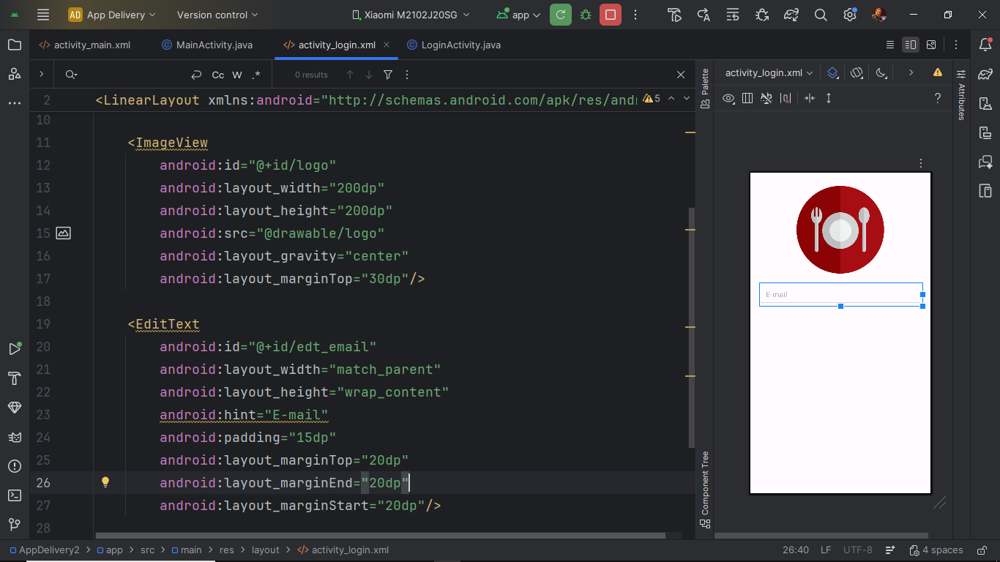 AD App Delivery Version control Xiaomi M2102J20SG app
activity_main.xml MainActivity.java activity_login.xml LoginActivity.java
Cc W .* 0 results
activity_login.xml
Palette
Attributes
2 <LinearLayout xmlns:android="http://schemas.android.com/apk/res/and 5
10
11 <ImageView
12 android:id="@+id/logo"
13 android:layout_width="200dp"
14 android:layout_height="200dp"
15 android:src="@drawable/logo"
16 android:layout_gravity="center"
17 android:layout_marginTop="30dp"/>
18
19 <EditText
20 android:id="@+id/edt_email"
21 android:layout_width="match_parent"
22 android:layout_height="wrap_content"
23 android:hint="E-mail"
24 android:padding="15dp"
25 android:layout_marginTop="20dp"
26 android:layout_marginEnd="20dp"
27 android:layout_marginStart="20dp"/>
28
E-mail
Component Tree
AppDelivery2 > app > src > main > res > layout > activity_login.xml 26:40 LF UTF-8 4 spaces